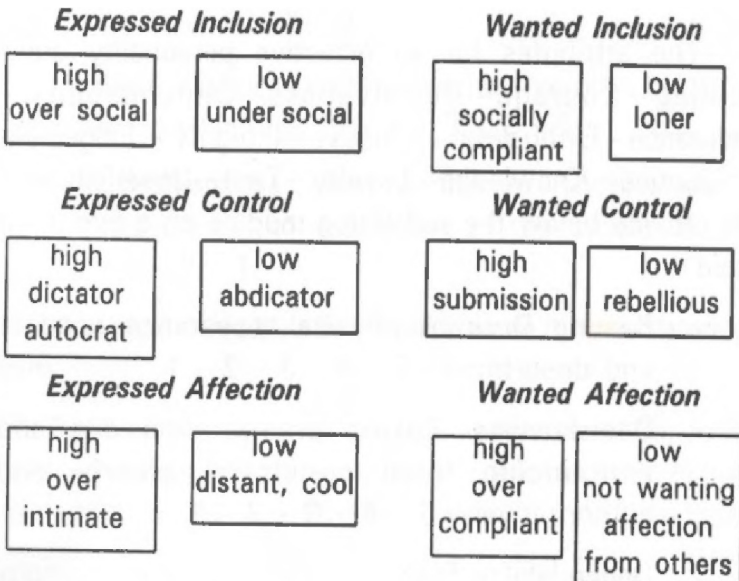 Expressed Inclusion
high
over social
low
under social
Wanted Inclusion
high
socially
compliant
low
loner
Expressed Control
high
dictator
autocrat
low
abdicator
Wanted Control
high
submission
low
rebellious
Expressed Affection
high
over
intimate
low
distant, cool
Wanted Affection
high
over
compliant
low
not wanting
affection
from others